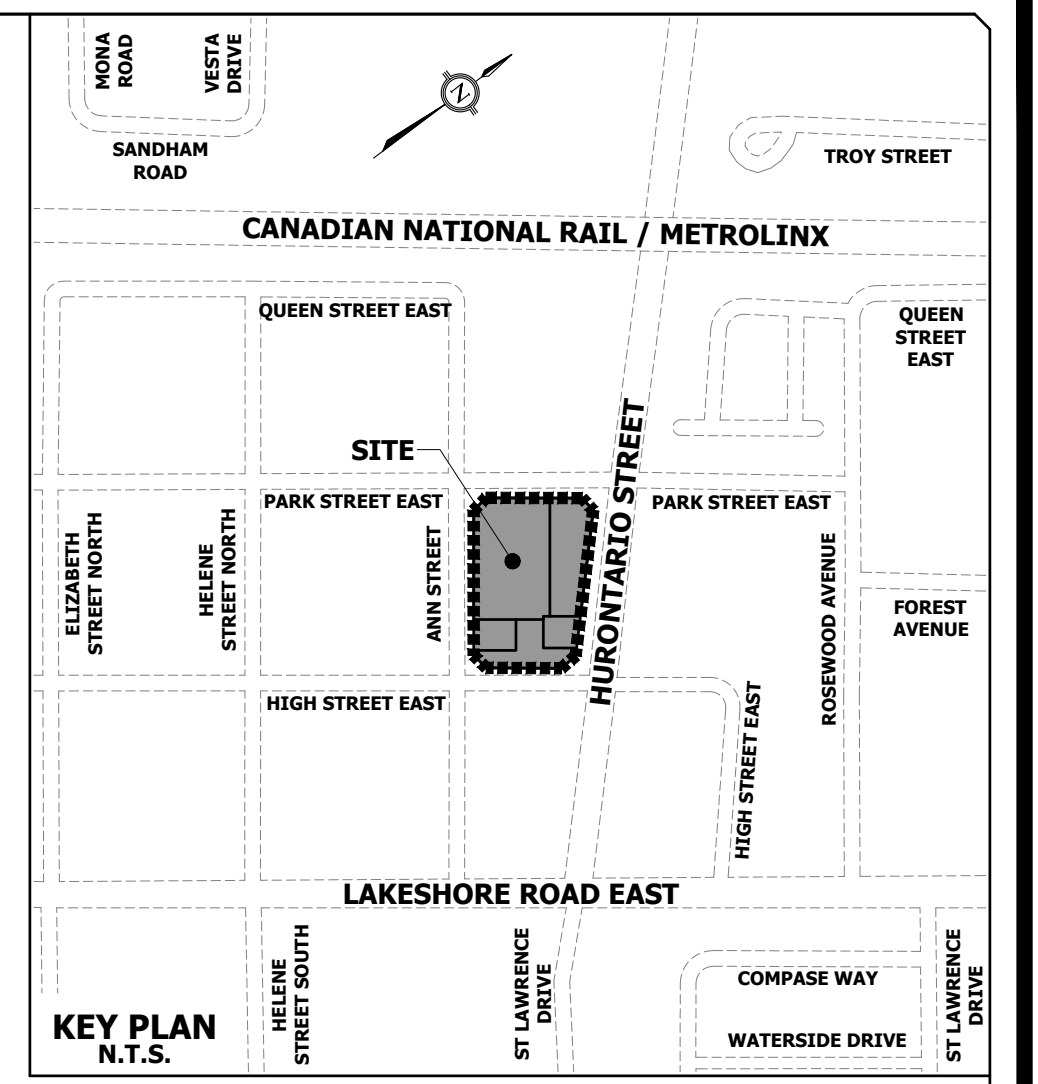 MONA
ROAD
VESTA
DRIVE
N
SANDHAM
ROAD
TROY STREET
CANADIAN NATIONAL RAIL / METROLINX
QUEEN STREET EAST
QUEEN
STREET
EAST
SITE
HURONTARIO STREET
PARK STREET EAST
PARK STREET EAST
ELIZABETH
STREET NORTH
HELENE
STREET NORTH
ANN STREET
ROSEWOOD AVENUE
FOREST
AVENUE
HIGH STREET EAST
HIGH STREET EAST
LAKESHORE ROAD EAST
HELENE
STREET SOUTH
ST LAWRENCE
DRIVE
COMPASE WAY
WATERSIDE DRIVE
ST LAWRENCE
DRIVE
KEY PLAN
N.T.S.